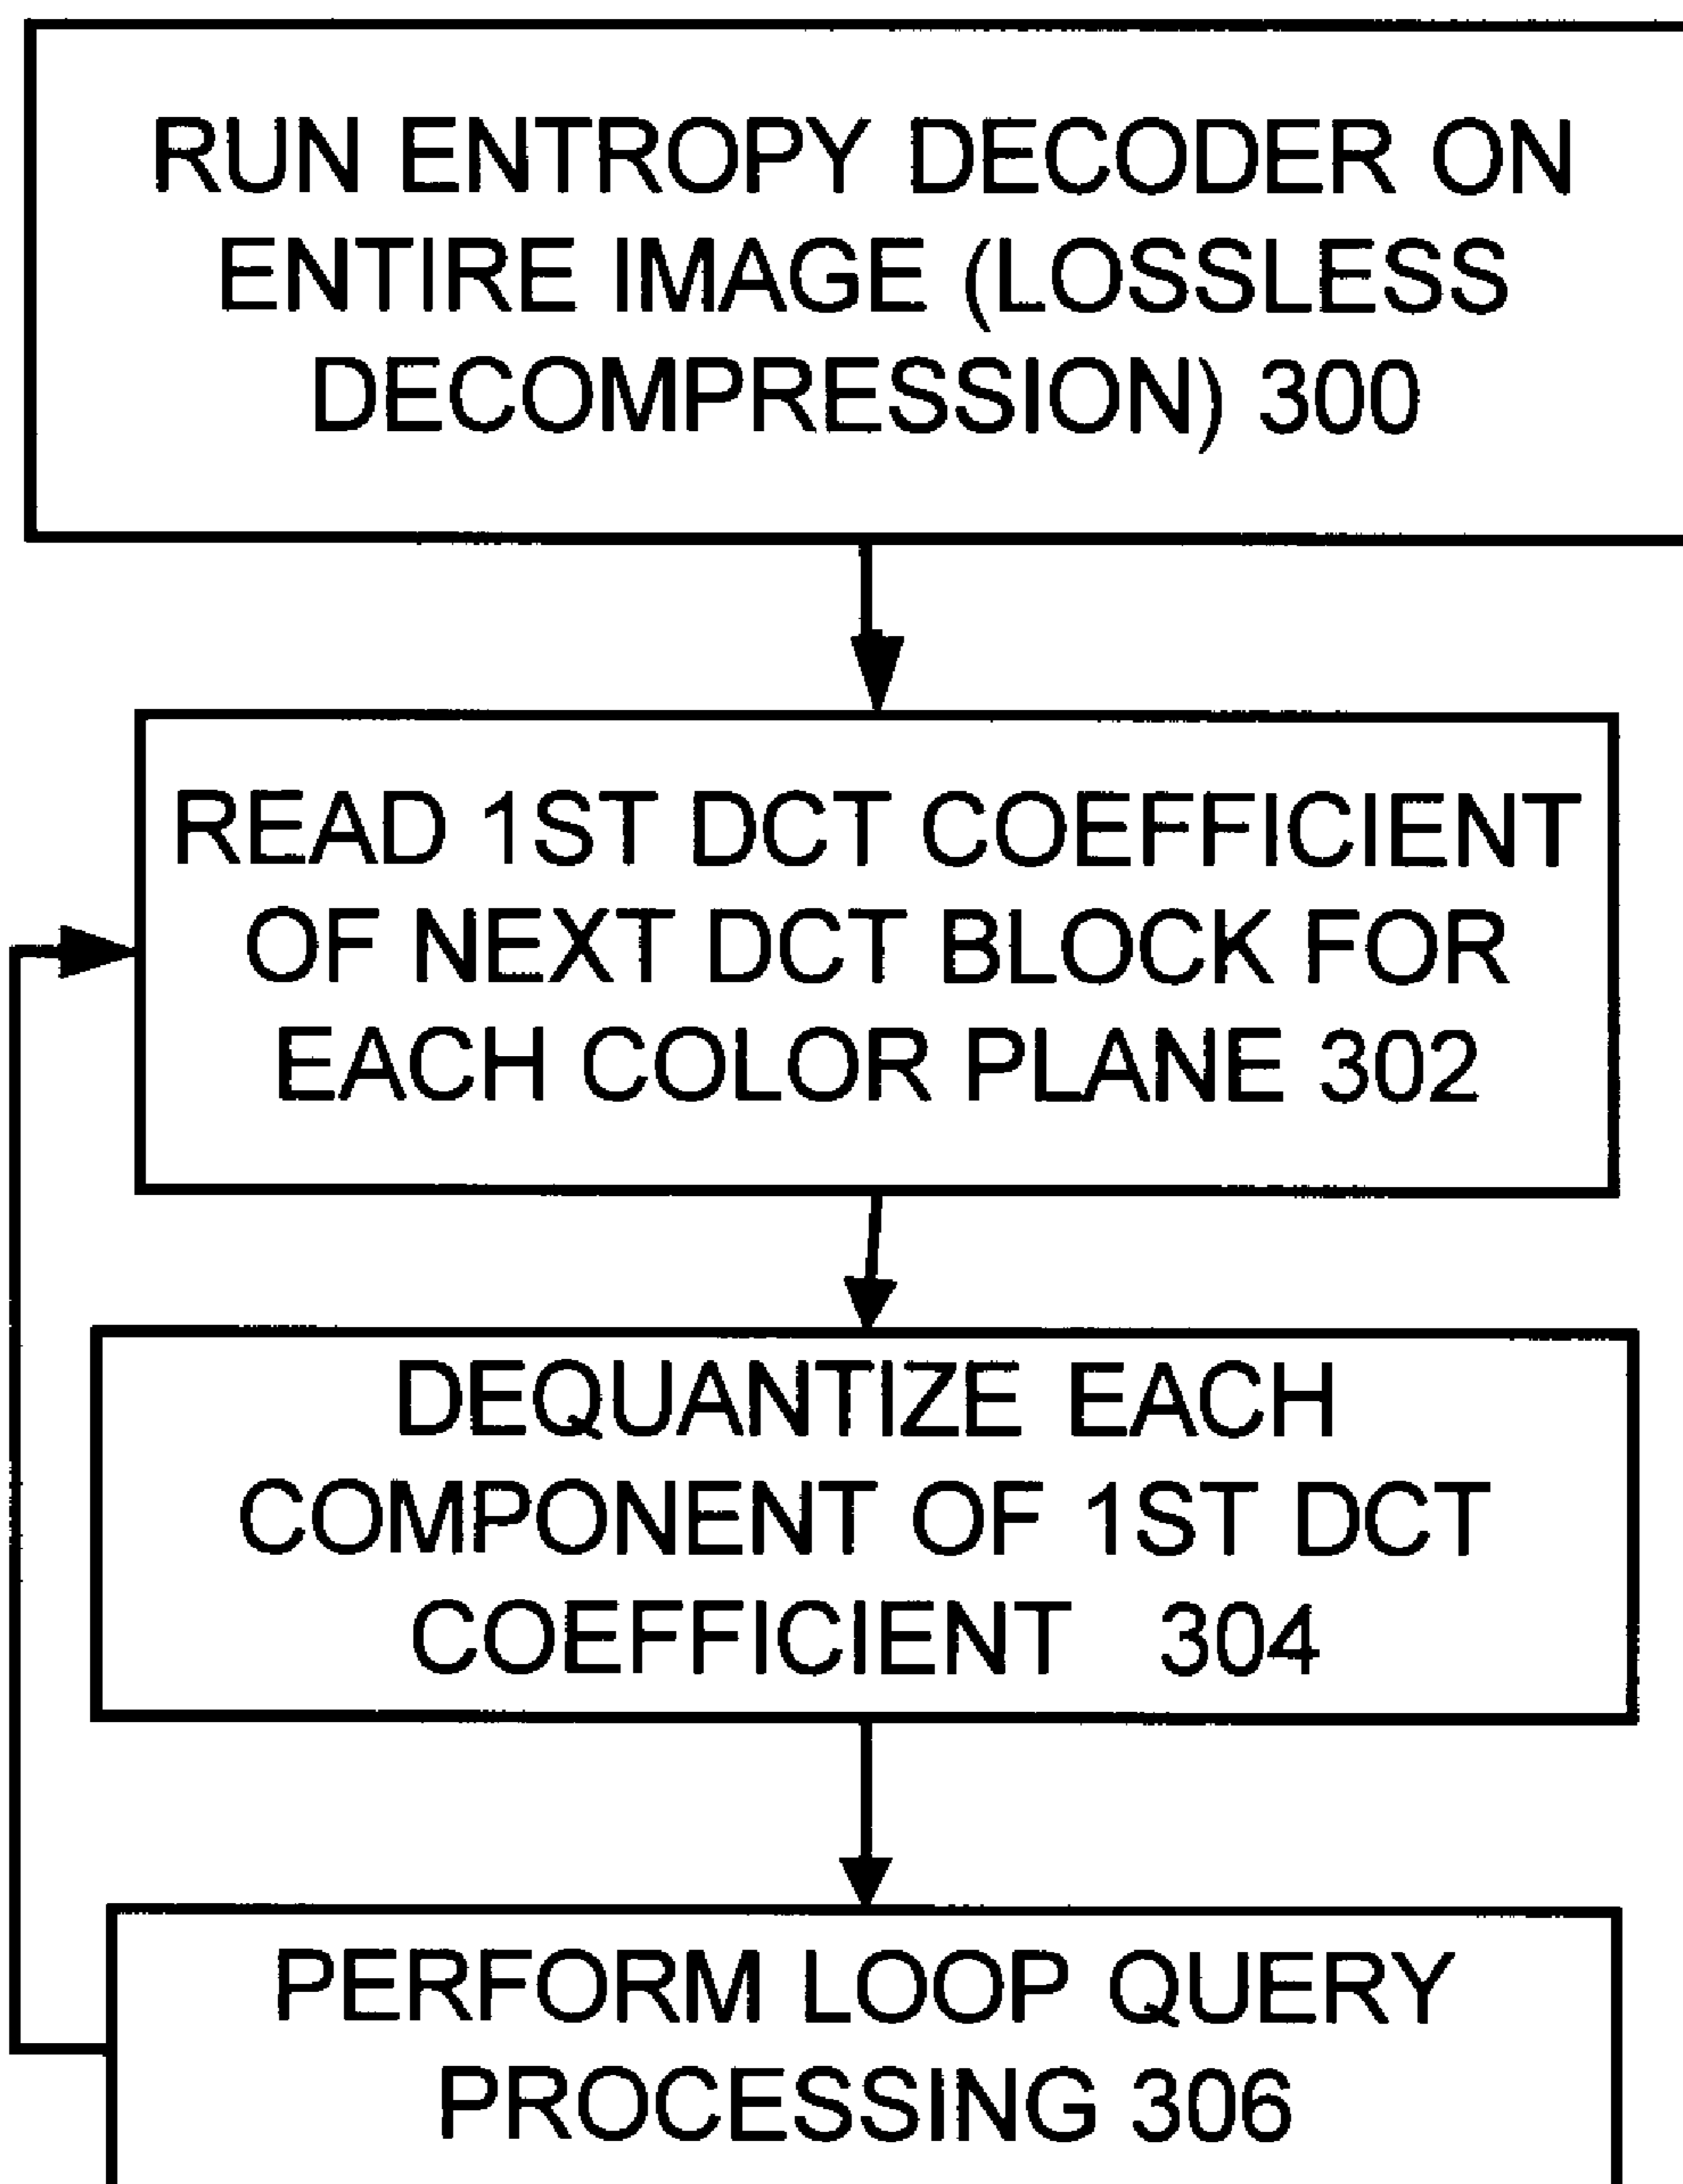 RUN ENTROPY DECODER ON
ENTIRE IMAGE (LOSSLESS
DECOMPRESSION) 300
READ 1ST DCT COEFFICIENT
OF NEXT DCT BLOCK FOR
EACH COLOR PLANE 302
DEQUANTIZE EACH
COMPONENT OF 1ST DCT
COEFFICIENT 304
PERFORM LOOP QUERY
PROCESSING 306